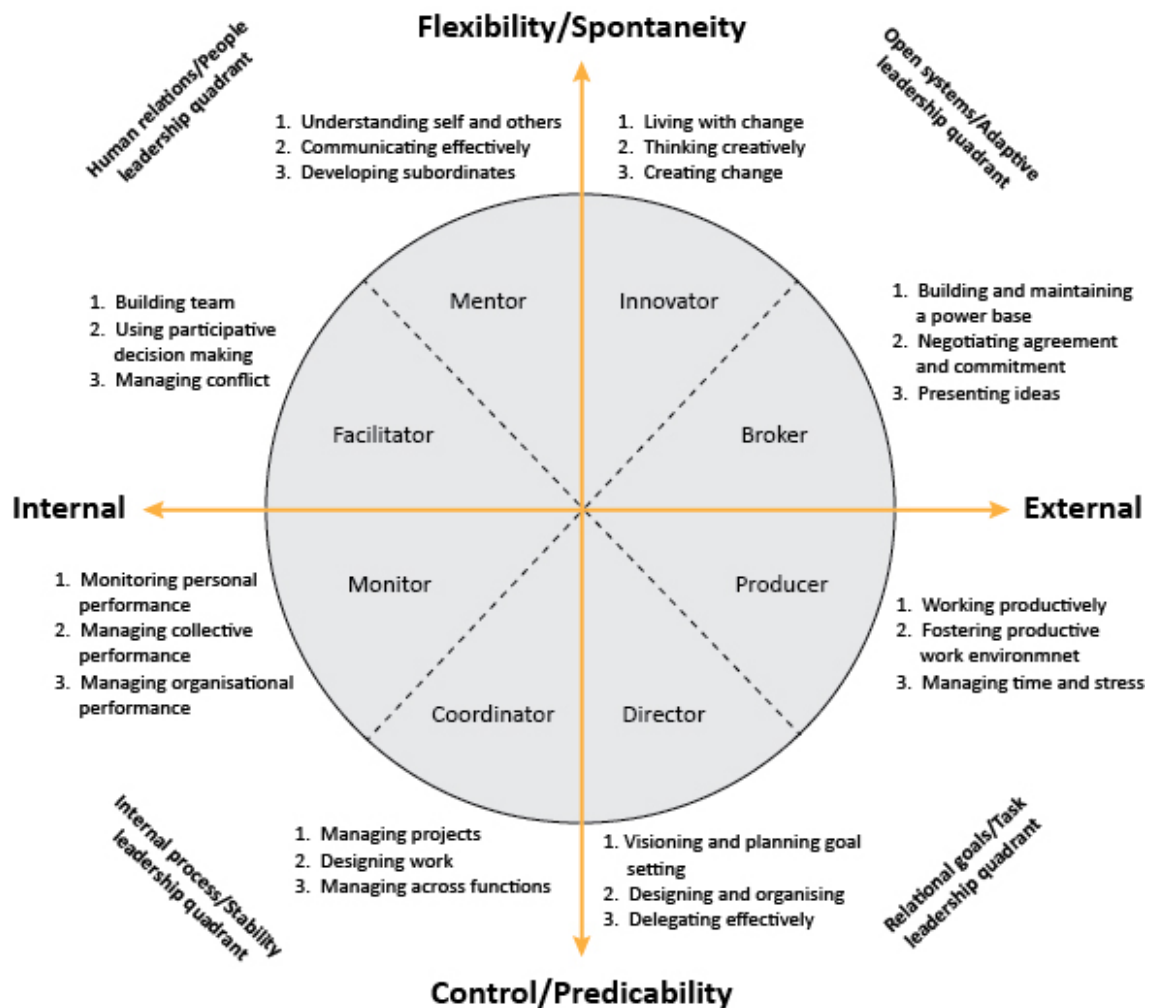 Flexibility/Spontaneity
Human relations/People
leadership quadrant
Open systems/Adaptive
leadership quadrant
1. Understanding self and others
2. Communicating effectively
3. Developing subordinates
1. Living with change
2. Thinking creatively
3. Creating change
Mentor
Innovator
1. Building team
2. Using participative
decision making
3. Managing conflict
1. Building and maintaining
a power base
2. Negotiating agreement
and commitment
3. Presenting ideas
Facilitator
Broker
Internal
External
1. Monitoring personal
performance
2. Managing collective
performance
3. Managing organisational
performance
Monitor
Producer
1. Working productively
2. Fostering productive
work environmnet
3. Managing time and stress
Coordinator
Director
Internal process/Stability
leadership quadrant
1. Managing projects
2. Designing work
3. Managing across functions
1. Visioning and planning goal
setting
2. Designing and organising
3. Delegating effectively
Relational goals/Task
leadership quadrant
Control/Predicability